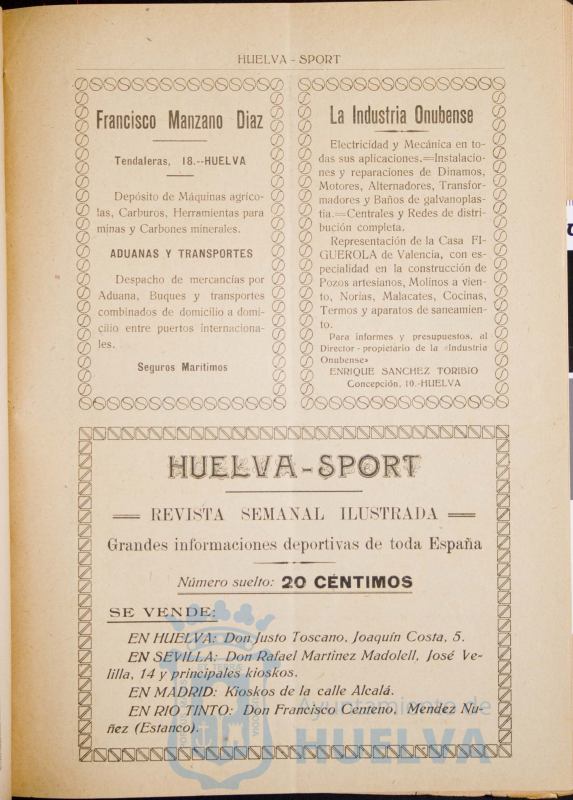 HUELVA - SPORT
Francisco Manzano Diaz
Tendaleras, 18.--HUELVA
Depósito de Máquinas agríco-
las, Carburos, Herramientas para
minas y Carbones minerales.
ADUANAS Y TRANSPORTES
Despacho de mercancías por
Aduana, Buques y transportes
combinados de domicilio a domi-
cilio entre puertos internaciona-
les.
Seguros Marítimos
La Industria Onubense
Electricidad y Mecánica en to-
das sus aplicaciones.=Instalacio-
nes y reparaciones de Dinamos,
Motores, Alternadores, Transfor-
madores y Baños de galvanoplas-
tia.=Centrales y Redes de distri-
bución completa.
Representación de la Casa FI-
GUEROLA de Valencia, con es-
pecialidad en la construcción de
Pozos artesianos, Molinos a vien-
to, Norias, Malacates, Cocinas,
Termos y aparatos de saneamien-
to.
Para informes y presupuestos, al
Director - propietario de la «Industria
Onubense»
ENRIQUE SANCHEZ TORIBIO
Concepción, 10.-HUELVA
HUELVA-SPORT
REVISTA SEMANAL ILUSTRADA
Grandes informaciones deportivas de toda España
Número suelto: 20 CÉNTIMOS
SE VENDE:
EN HUELVA: Don Justo Toscano, Joaquín Costa, 5.
EN SEVILLA: Don Rafael Martinez Madolell, José Ve-
lilla, 14 y principales kioskos.
EN MADRID: Kioskos de la calle Alcalá.
EN RIO TINTO: Don Francisco Centeno, Mendez Nu-
ñez (Estanco).
Ayuntamiento de
HUELVA